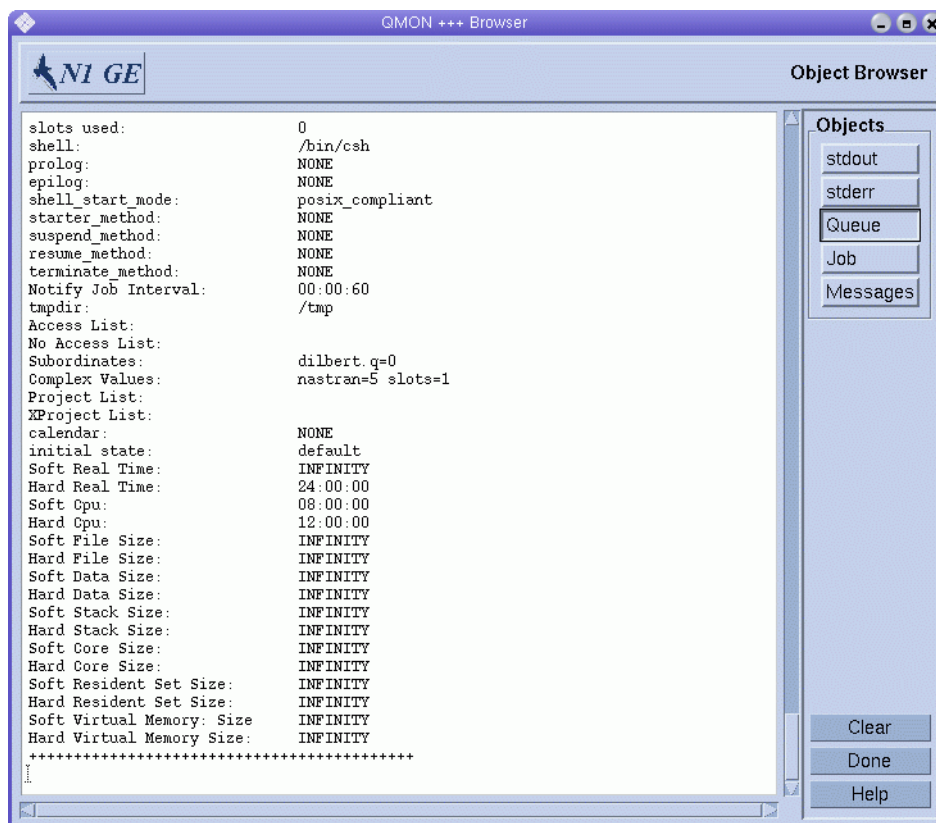 QMON +++ Browser
N1 GE
Object Browser
slots used: 0
shell: /bin/csh
prolog: NONE
epilog: NONE
shell_start_mode: posix_compliant
starter_method: NONE
suspend_method: NONE
resume_method: NONE
terminate_method: NONE
Notify Job Interval: 00:00:60
tmpdir: /tmp
Access List:
No Access List:
Subordinates: dilbert.q=0
Complex Values: nastran=5 slots=1
Project List:
XProject List:
calendar: NONE
initial state: default
Soft Real Time: INFINITY
Hard Real Time: 24:00:00
Soft Cpu: 08:00:00
Hard Cpu: 12:00:00
Soft File Size: INFINITY
Hard File Size: INFINITY
Soft Data Size: INFINITY
Hard Data Size: INFINITY
Soft Stack Size: INFINITY
Hard Stack Size: INFINITY
Soft Core Size: INFINITY
Hard Core Size: INFINITY
Soft Resident Set Size: INFINITY
Hard Resident Set Size: INFINITY
Soft Virtual Memory: Size INFINITY
Hard Virtual Memory Size: INFINITY
+++++++++++++++++++++++++++++++++++++++++++
Objects
stdout
stderr
Queue
Job
Messages
Clear
Done
Help